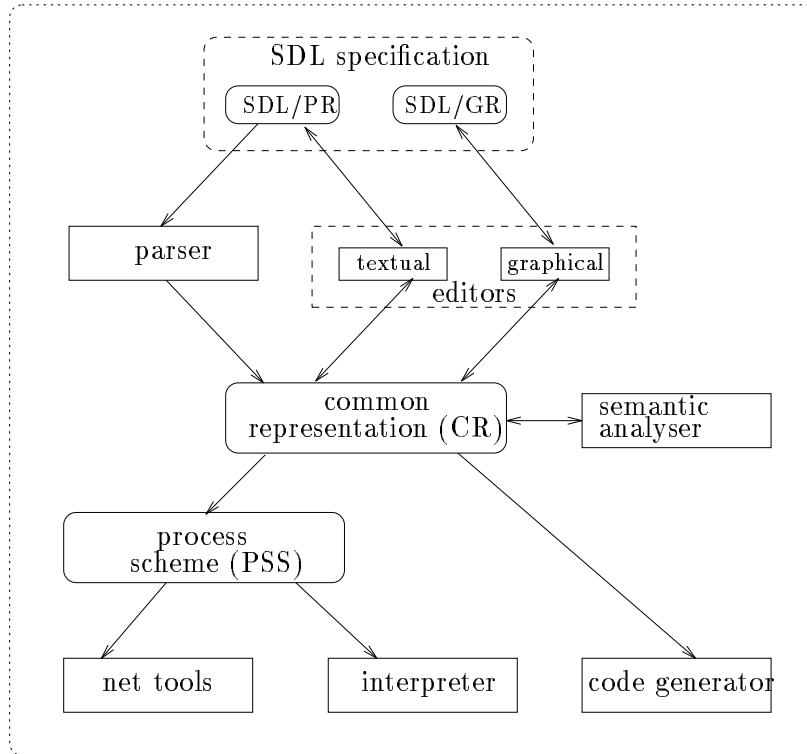 SDL specification
SDL/PR
SDL/GR
parser
textual
graphical
editors
common
representation (CR)
semantic
analyser
process
scheme (PSS)
net tools
interpreter
code generator